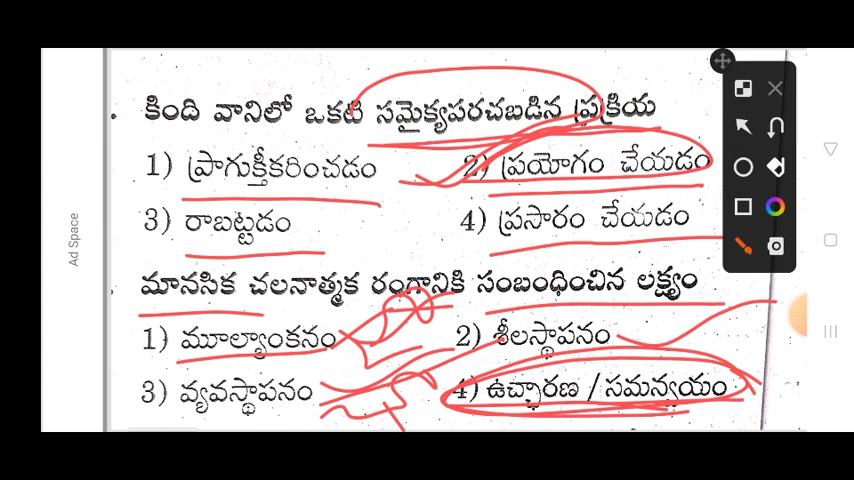 Ad Space
. కింది వానిలో ఒకటి సమైక్యపరచబడిన ప్రక్రియ
1) ప్రాగుక్తీకరించడం 2) ప్రయోగం చేయడం
3) రాబట్టడం 4) ప్రసారం చేయడం
. మానసిక చలనాత్మక రంగానికి సంబంధించిన లక్ష్యం
1) మూల్యాంకనం 2) శీలస్థాపనం
3) వ్యవస్థాపనం 4) ఉచ్ఛారణ / సమన్వయం